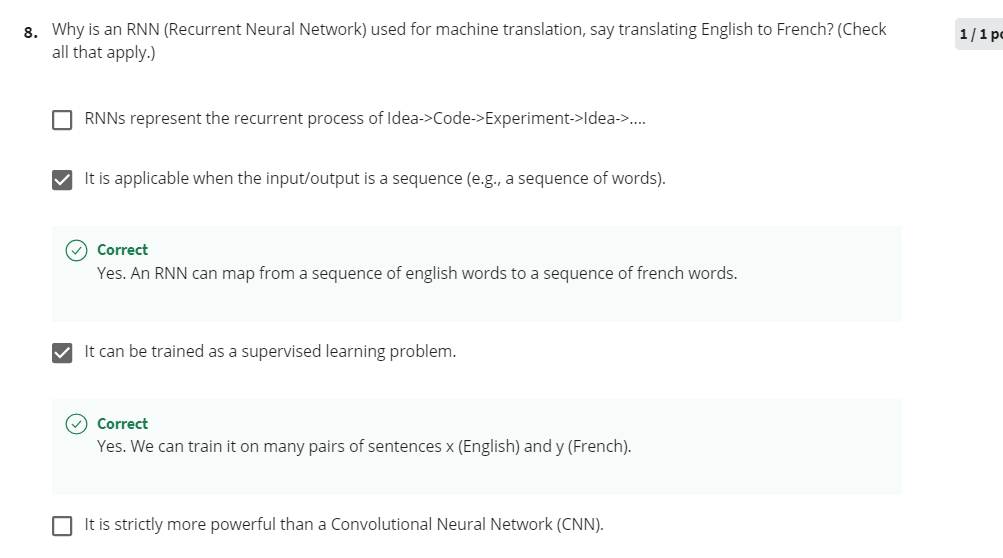 8. Why is an RNN (Recurrent Neural Network) used for machine translation, say translating English to French? (Check
all that apply.)
1 / 1
RNNs represent the recurrent process of Idea->Code->Experiment->Idea->....
It is applicable when the input/output is a sequence (e.g., a sequence of words).
Correct
Yes. An RNN can map from a sequence of english words to a sequence of french words.
It can be trained as a supervised learning problem.
Correct
Yes. We can train it on many pairs of sentences x (English) and y (French).
It is strictly more powerful than a Convolutional Neural Network (CNN).